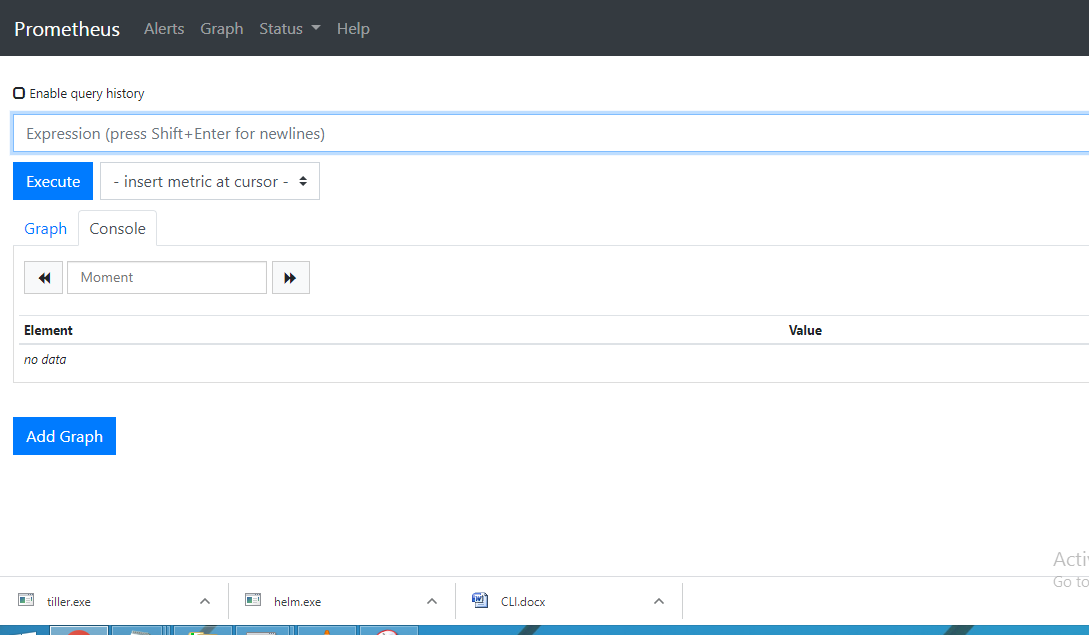 Prometheus Alerts Graph Status Help
Enable query history
Expression (press Shift+Enter for newlines)
Execute - insert metric at cursor -
Graph Console
Moment
Element Value
no data
Add Graph
Acti
Go to
tiller.exe helm.exe CLI.docx